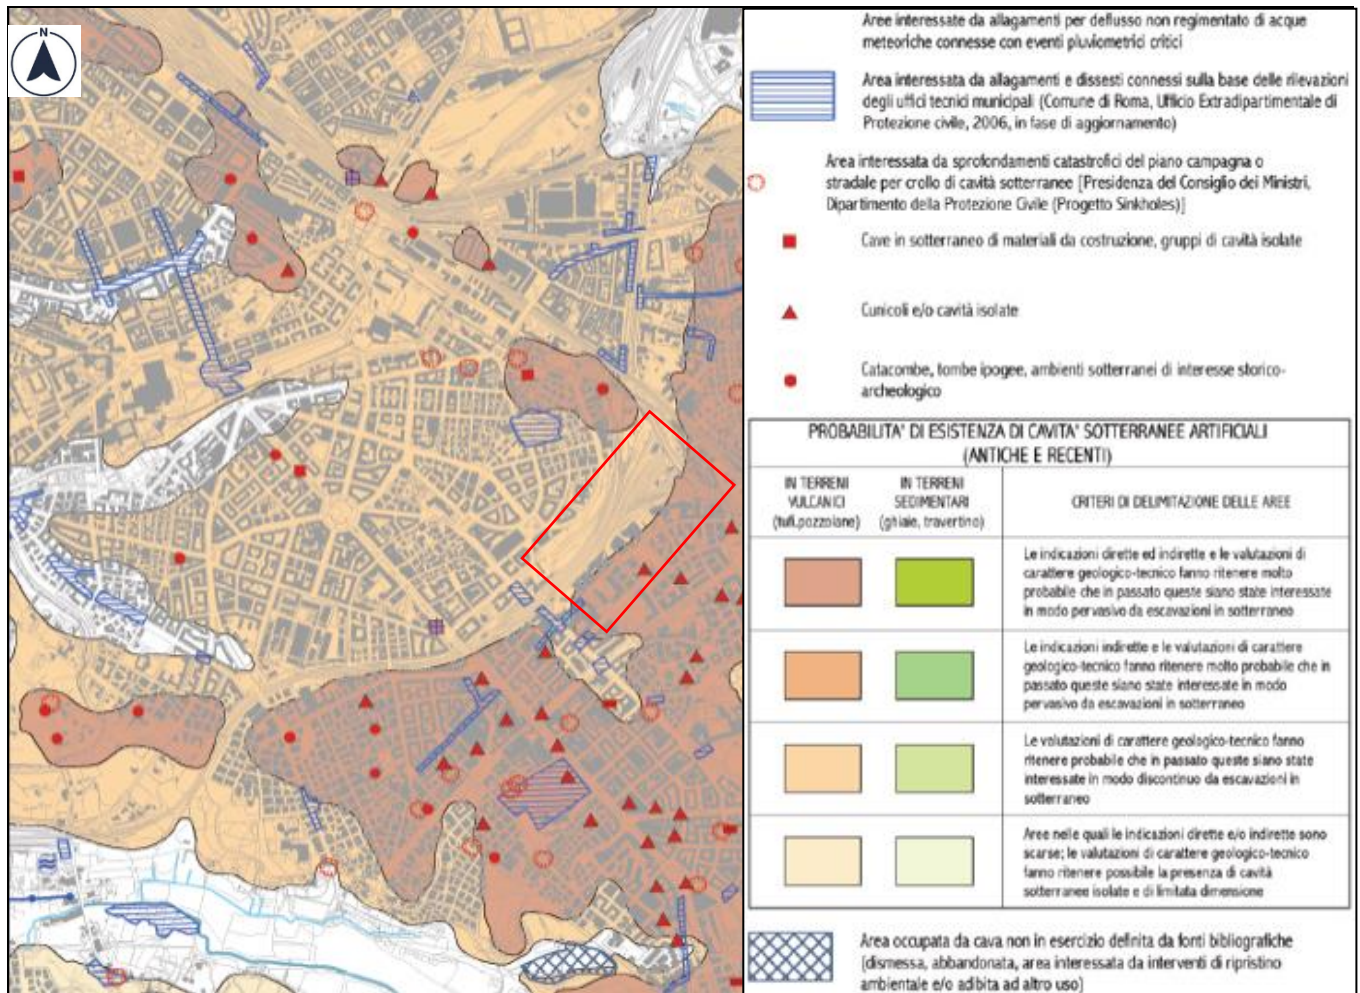 N
Aree interessate da allagamenti per deflusso non regimentato di acque
meteoriche connesse con eventi pluviometrici critici
Area interessata da allagamenti e dissesti connessi sulla base delle rilevazioni
degli uffici tecnici municipali (Comune di Roma, Ufficio Extradipartimentale di
Protezione civile, 2006, in fase di aggiornamento)
Area interessata da sprofondamenti catastrofici del piano campagna o
stradale per crollo di cavità sotterranee [Presidenza del Consiglio dei Ministri,
Dipartimento della Protezione Civile (Progetto Sinkholes)]
Cave in sotterraneo di materiali da costruzione, gruppi di cavità isolate
Cunicoli e/o cavità isolate
Catacombe, tombe ipogee, ambienti sotterranei di interesse storico-
archeologico
PROBABILITA' DI ESISTENZA DI CAVITA' SOTTERRANEE ARTIFICIALI
(ANTICHE E RECENTI)
IN TERRENI
VULCANICI
(tufi,pozzolane)
IN TERRENI
SEDIMENTARI
(ghiaie, travertino)
CRITERI DI DELIMITAZIONE DELLE AREE
Le indicazioni dirette ed indirette e le valutazioni di
carattere geologico-tecnico fanno ritenere molto
probabile che in passato queste siano state interessate
in modo pervasivo da escavazioni in sotterraneo
Le indicazioni indirette e le valutazioni di carattere
geologico-tecnico fanno ritenere molto probabile che in
passato queste siano state interessate in modo
pervasivo da escavazioni in sotterraneo
Le valutazioni di carattere geologico-tecnico fanno
ritenere probabile che in passato queste siano state
interessate in modo discontinuo da escavazioni in
sotterraneo
Aree nelle quali le indicazioni dirette e/o indirette sono
scarse; le valutazioni di carattere geologico-tecnico
fanno ritenere possibile la presenza di cavità
sotterranee isolate e di limitata dimensione
Area occupata da cava non in esercizio definita da fonti bibliografiche
(dismessa, abbandonata, area interessata da interventi di ripristino
ambientale e/o adibita ad altro uso)